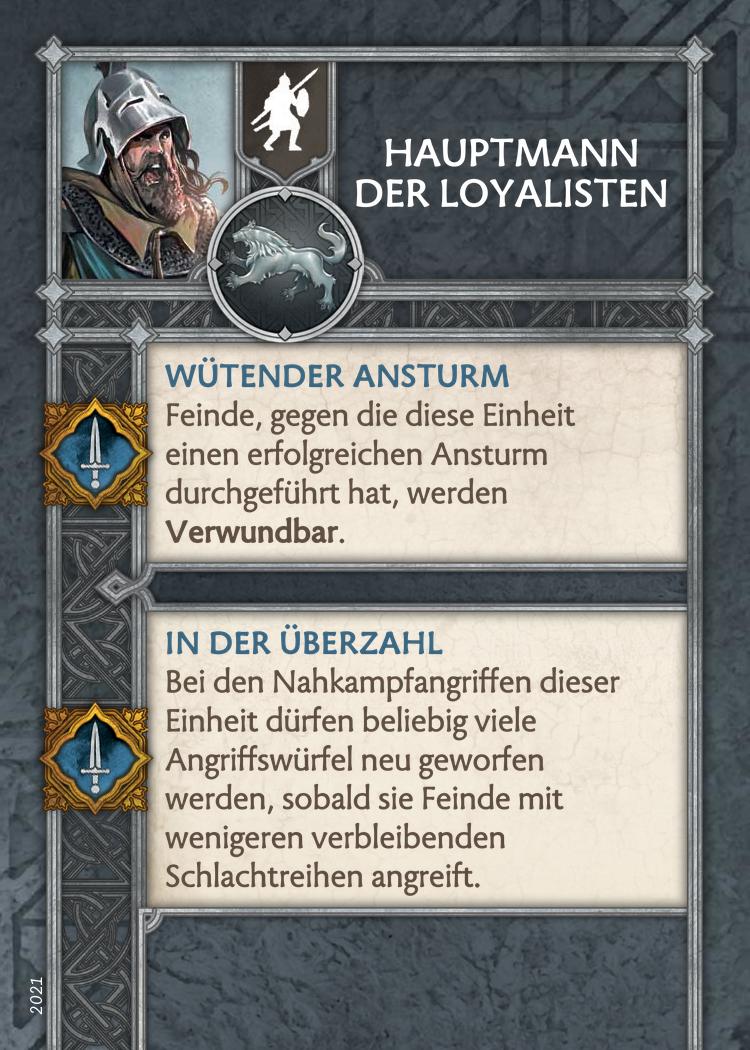 HAUPTMANN
DER LOYALISTEN
WÜTENDER ANSTURM
Feinde, gegen die diese Einheit
einen erfolgreichen Ansturm
durchgeführt hat, werden
Verwundbar.
IN DER ÜBERZAHL
Bei den Nahkampfangriffen dieser
Einheit dürfen beliebig viele
Angriffswürfel neu geworfen
werden, sobald sie Feinde mit
wenigeren verbleibenden
Schlachtreihen angreift.
2021